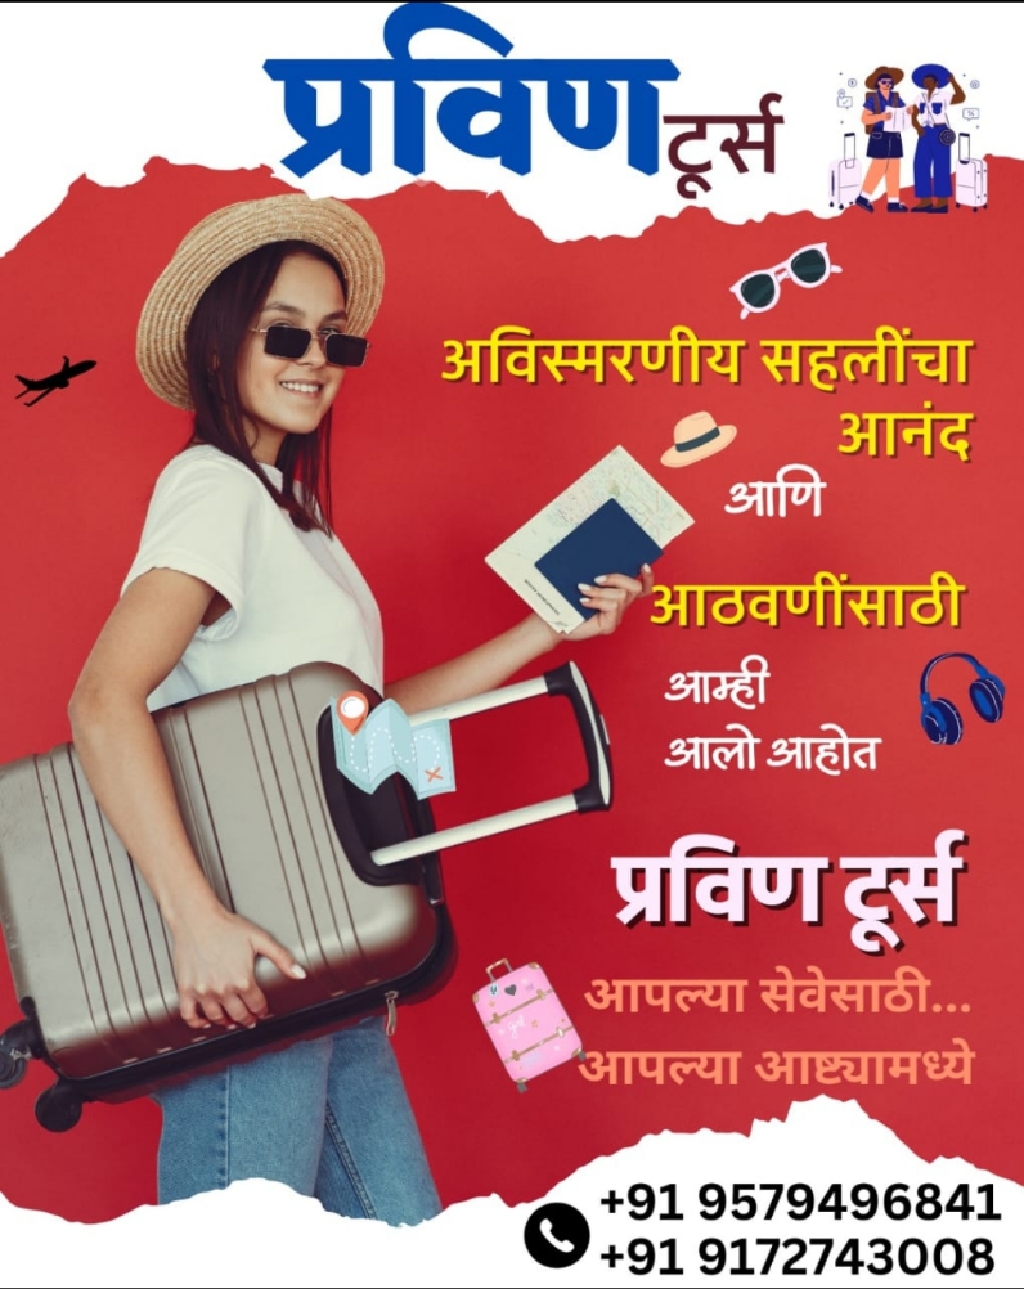 प्रविण टूर्स
अविस्मरणीय सहलींचा
आनंद
आणि
आठवणींसाठी
आम्ही
आलो आहोत
प्रविण टूर्स
आपल्या सेवेसाठी...
आपल्या आष्ट्यामध्ये
+91 9579496841
+91 9172743008